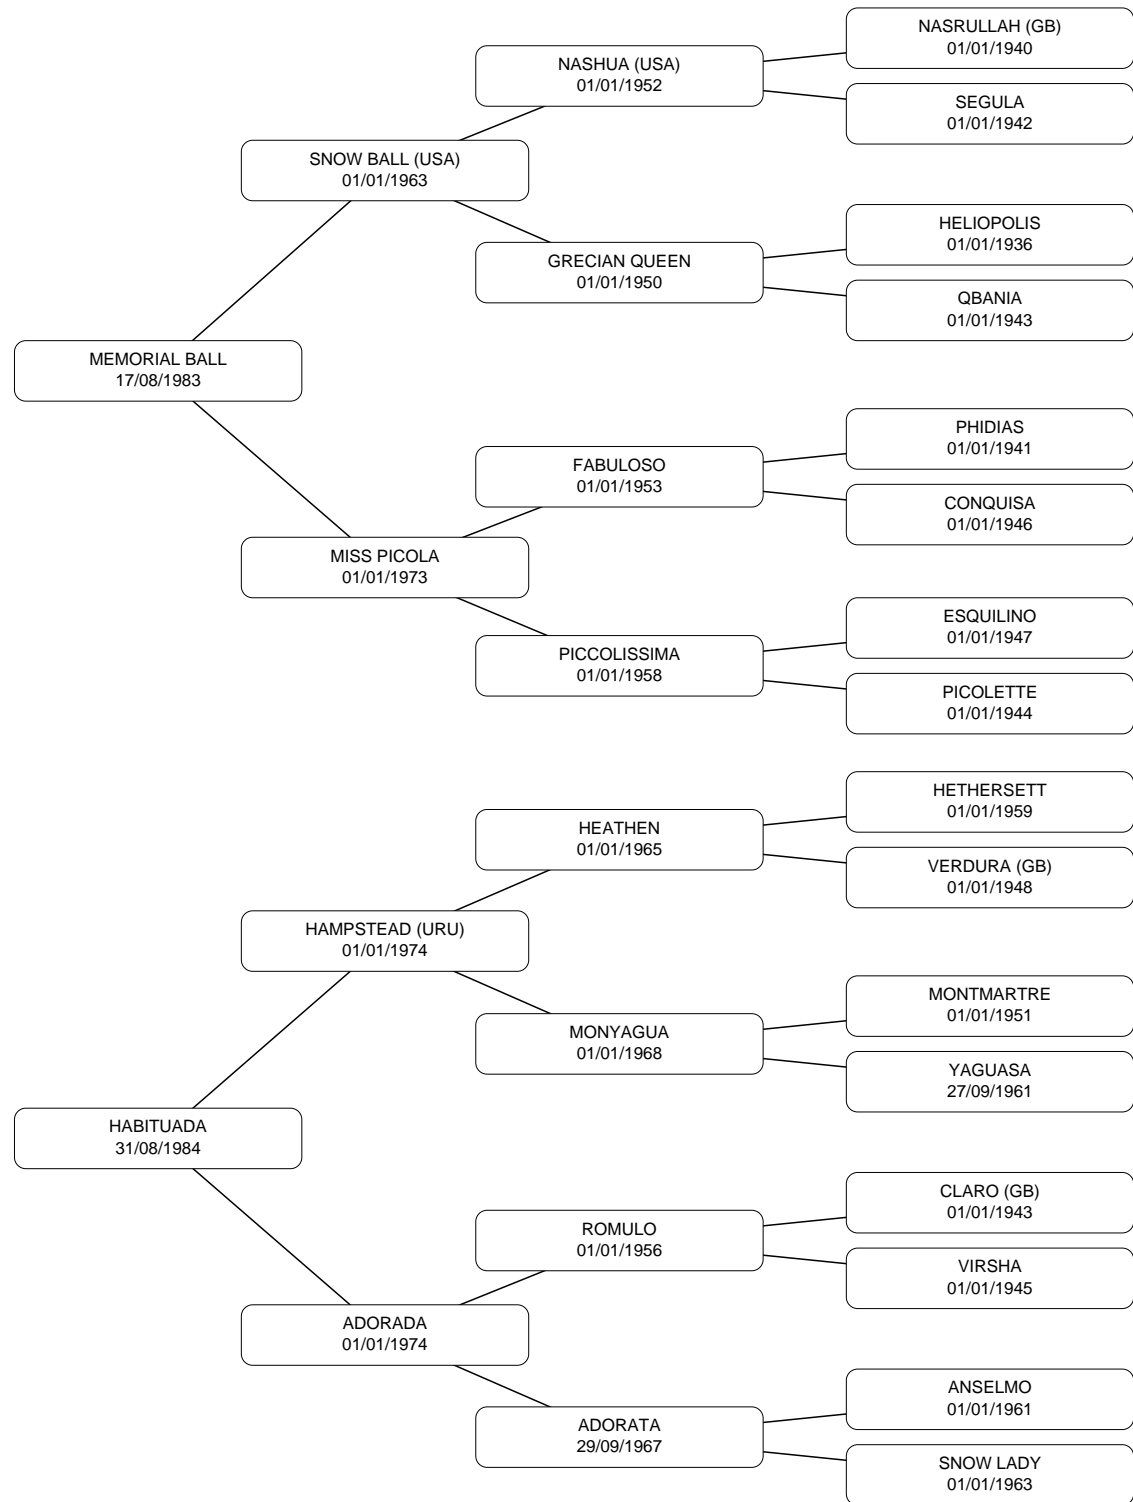 NASRULLAH (GB)
01/01/1940
NASHUA (USA)
01/01/1952
SEGULA
01/01/1942
SNOW BALL (USA)
01/01/1963
HELIOPOLIS
01/01/1936
GRECIAN QUEEN
01/01/1950
QBANIA
01/01/1943
MEMORIAL BALL
17/08/1983
PHIDIAS
01/01/1941
FABULOSO
01/01/1953
CONQUISA
01/01/1946
MISS PICOLA
01/01/1973
ESQUILINO
01/01/1947
PICCOLISSIMA
01/01/1958
PICOLETTE
01/01/1944
HETHERSETT
01/01/1959
HEATHEN
01/01/1965
VERDURA (GB)
01/01/1948
HAMPSTEAD (URU)
01/01/1974
MONTMARTRE
01/01/1951
MONYAGUA
01/01/1968
YAGUASA
27/09/1961
HABITUADA
31/08/1984
CLARO (GB)
01/01/1943
ROMULO
01/01/1956
VIRSHA
01/01/1945
ADORADA
01/01/1974
ANSELMO
01/01/1961
ADORATA
29/09/1967
SNOW LADY
01/01/1963